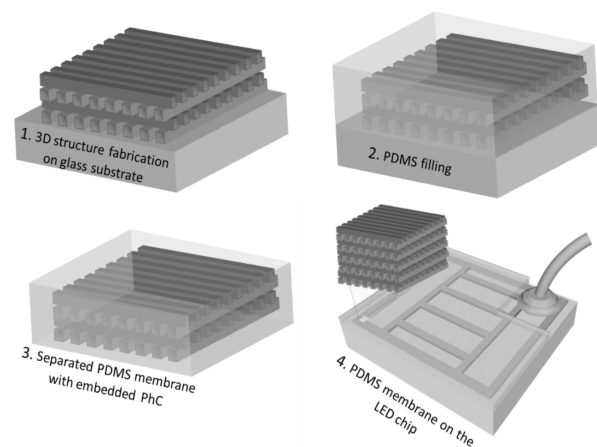 1. 3D structure fabrication
on glass substrate
2. PDMS filling
3. Separated PDMS membrane
with embedded PhC
4. PDMS membrane on the
LED chip